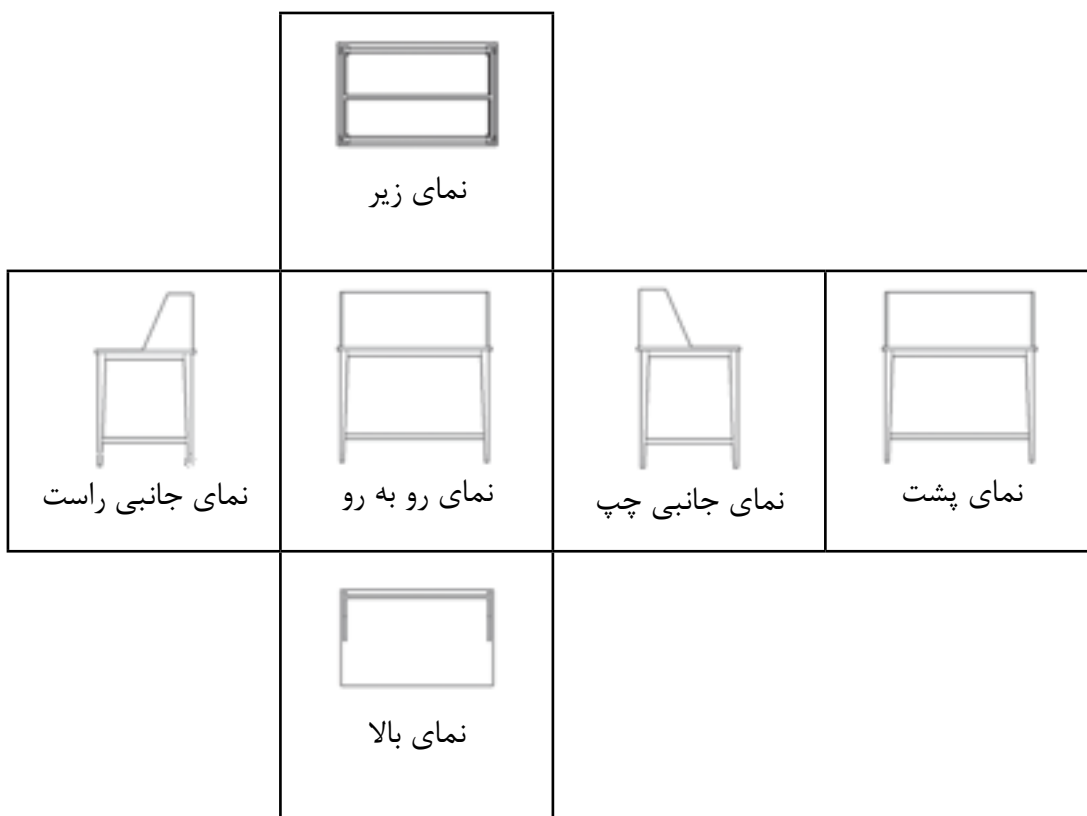 نمای زیر
نمای جانبی راست
نمای رو به رو
نمای جانبی چپ
نمای پشت
نمای بالا